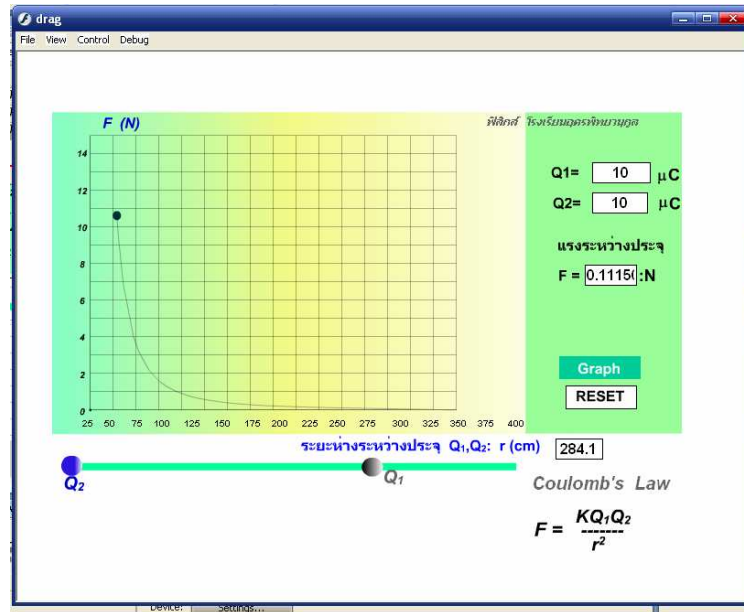 drag
File View Control Debug
F (N)
ฟิสิกส์ โรงเรียนอุดรพิทยานุกูล
14
12
10
8
6
4
2
0
25 50 75 100 125 150 175 200 225 250 275 300 325 350 375 400
Q1= 10 μC
Q2= 10 μC
แรงระหว่างประจุ
F = 0.1115 :N
Graph
RESET
ระยะห่างระหว่างประจุ Q1,Q2: r (cm) 284.1
Q2
Q1
Coulomb's Law
F = KQ1Q2
-------
r²
Device: Settings...